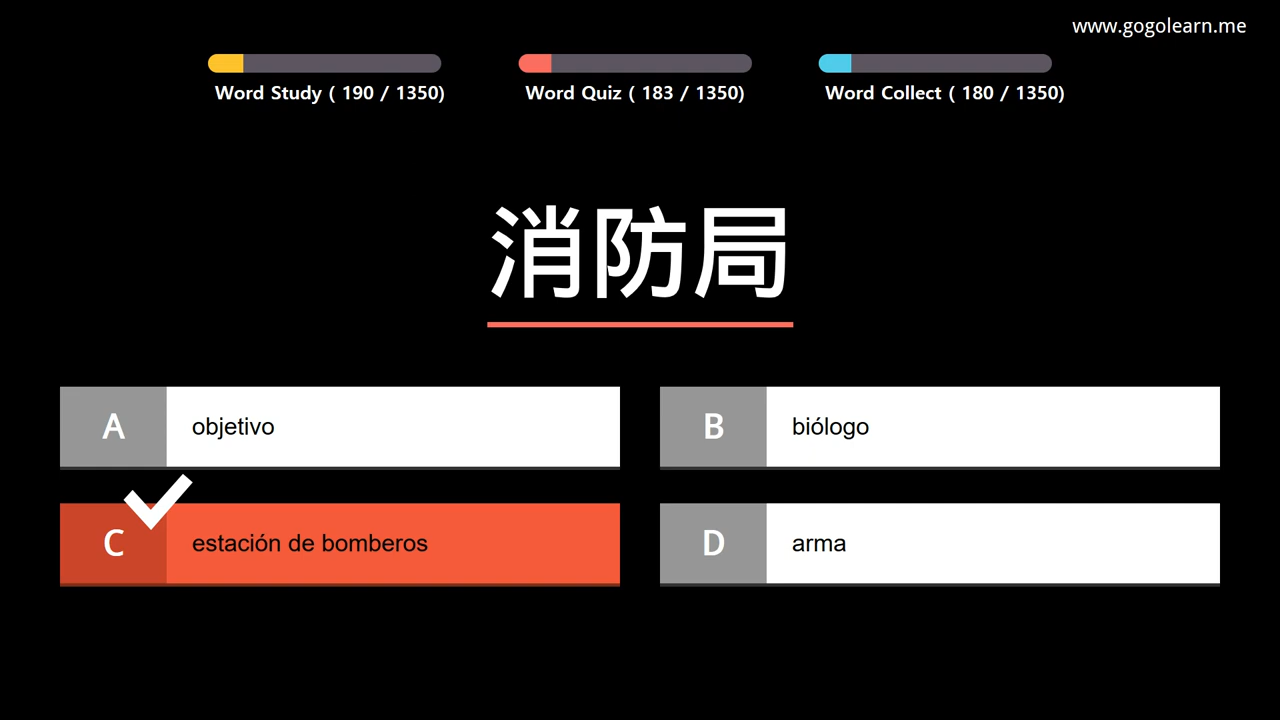 www.gogolearn.me
Word Study ( 190 / 1350)
Word Quiz ( 183 / 1350)
Word Collect ( 180 / 1350)
消防局
A
objetivo
B
biólogo
C
estación de bomberos
D
arma